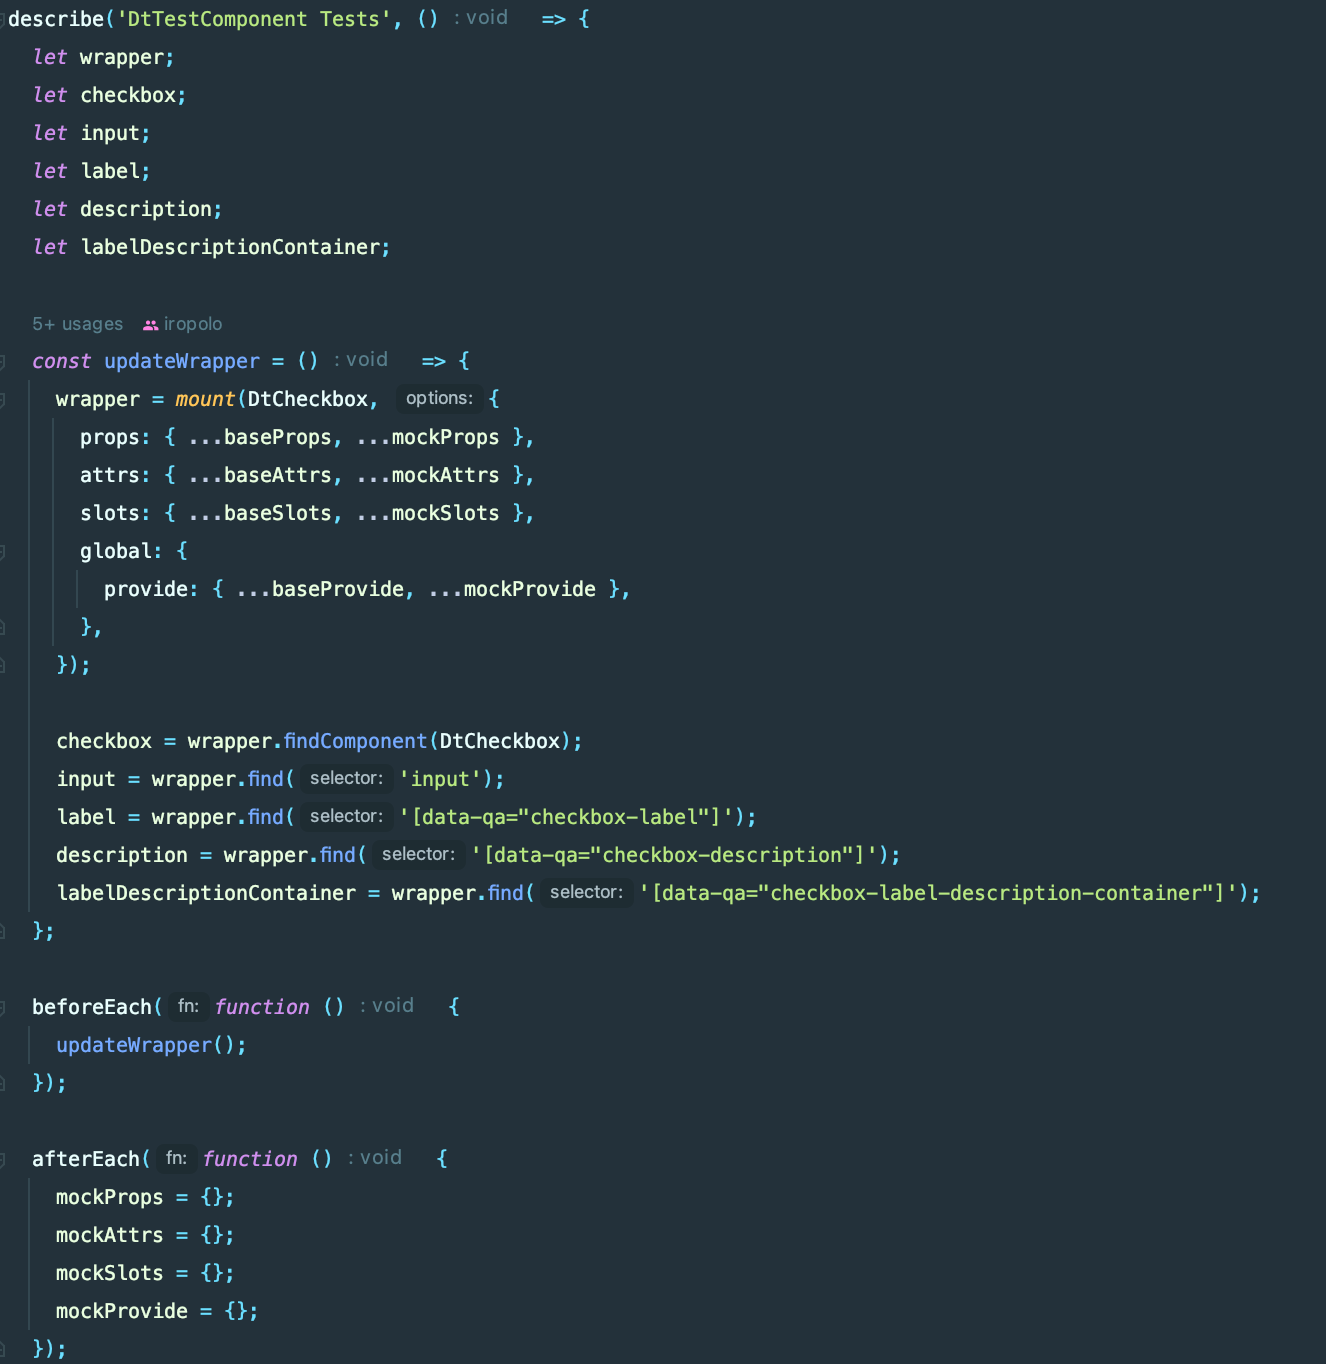 describe('DtTestComponent Tests', () : void => {
let wrapper;
let checkbox;
let input;
let label;
let description;
let labelDescriptionContainer;
5+ usages iropolo
const updateWrapper = () : void => {
wrapper = mount(DtCheckbox, options: {
props: { ...baseProps, ...mockProps },
attrs: { ...baseAttrs, ...mockAttrs },
slots: { ...baseSlots, ...mockSlots },
global: {
provide: { ...baseProvide, ...mockProvide },
},
});
checkbox = wrapper.findComponent(DtCheckbox);
input = wrapper.find( selector: 'input');
label = wrapper.find( selector: '[data-qa="checkbox-label"]');
description = wrapper.find( selector: '[data-qa="checkbox-description"]');
labelDescriptionContainer = wrapper.find( selector: '[data-qa="checkbox-label-description-container"]');
};
beforeEach( fn: function () : void {
updateWrapper();
});
afterEach( fn: function () : void {
mockProps = {};
mockAttrs = {};
mockSlots = {};
mockProvide = {};
});